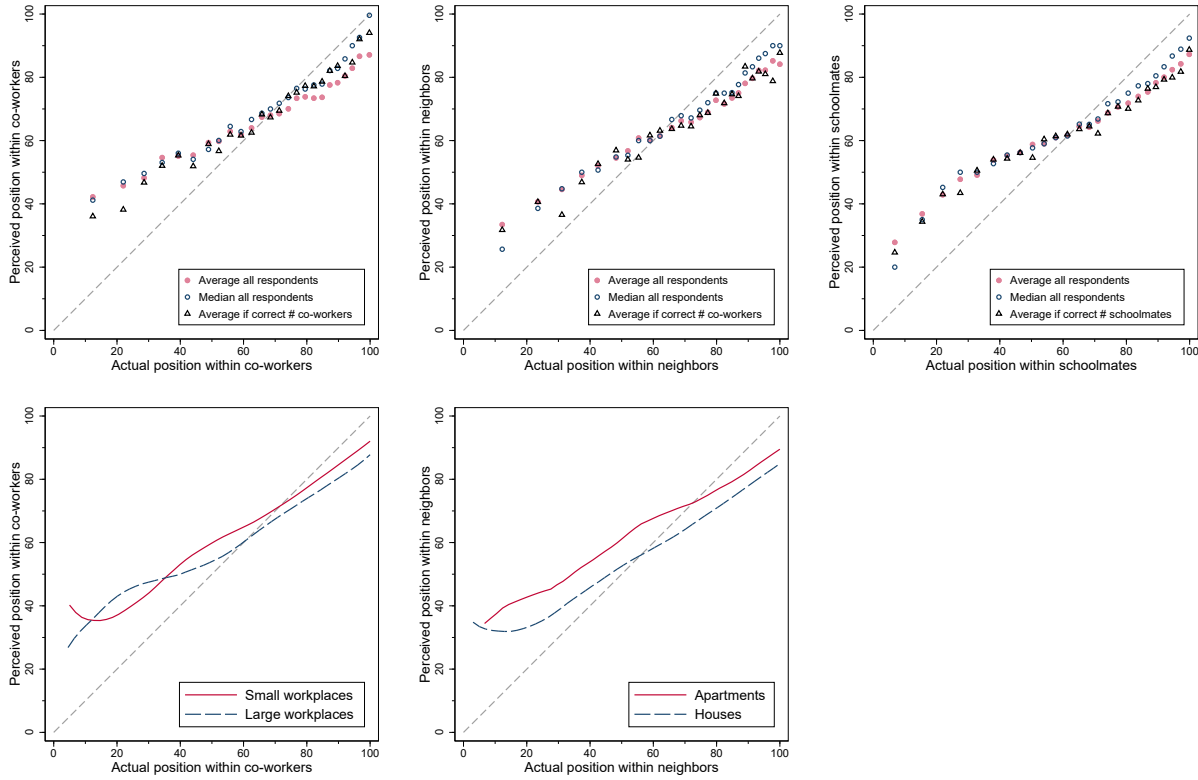 Perceived position within co-workers
0 20 40 60 80 100
Average all respondents
Median all respondents
Average if correct # co-workers
0 20 40 60 80 100
Actual position within co-workers
Perceived position within neighbors
0 20 40 60 80 100
Average all respondents
Median all respondents
Average if correct # co-workers
0 20 40 60 80 100
Actual position within neighbors
Perceived position within schoolmates
0 20 40 60 80 100
Average all respondents
Median all respondents
Average if correct # schoolmates
0 20 40 60 80 100
Actual position within schoolmates
Perceived position within co-workers
0 20 40 60 80 100
Small workplaces
Large workplaces
0 20 40 60 80 100
Actual position within co-workers
Perceived position within neighbors
0 20 40 60 80 100
Apartments
Houses
0 20 40 60 80 100
Actual position within neighbors